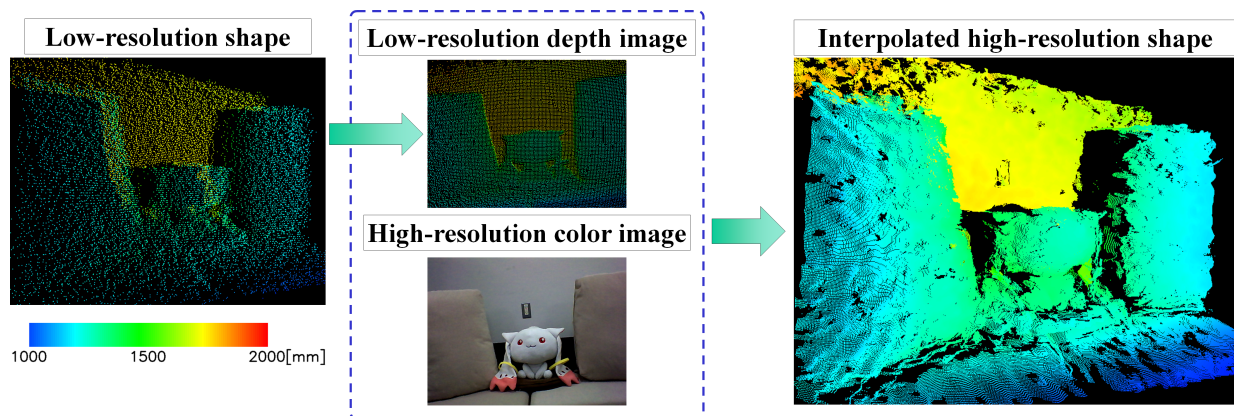 Low-resolution shape
Low-resolution depth image
High-resolution color image
Interpolated high-resolution shape
1000 1500 2000[mm]